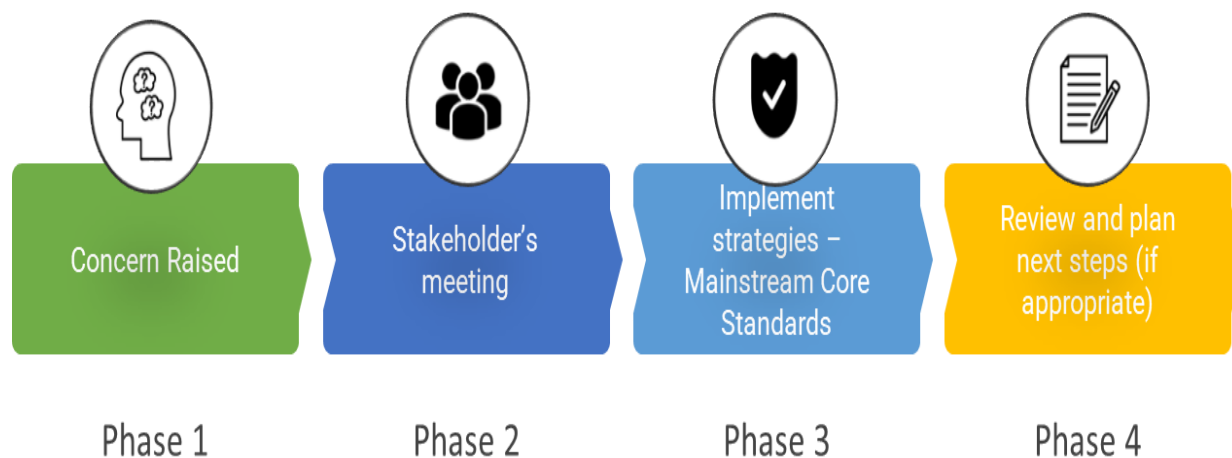 Concern Raised
Stakeholder's
meeting
Implement
strategies –
Mainstream Core
Standards
Review and plan
next steps (if
appropriate)
Phase 1
Phase 2
Phase 3
Phase 4